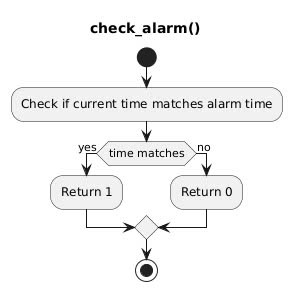 check_alarm()
Check if current time matches alarm time
yes
time matches
no
Return 1
Return 0